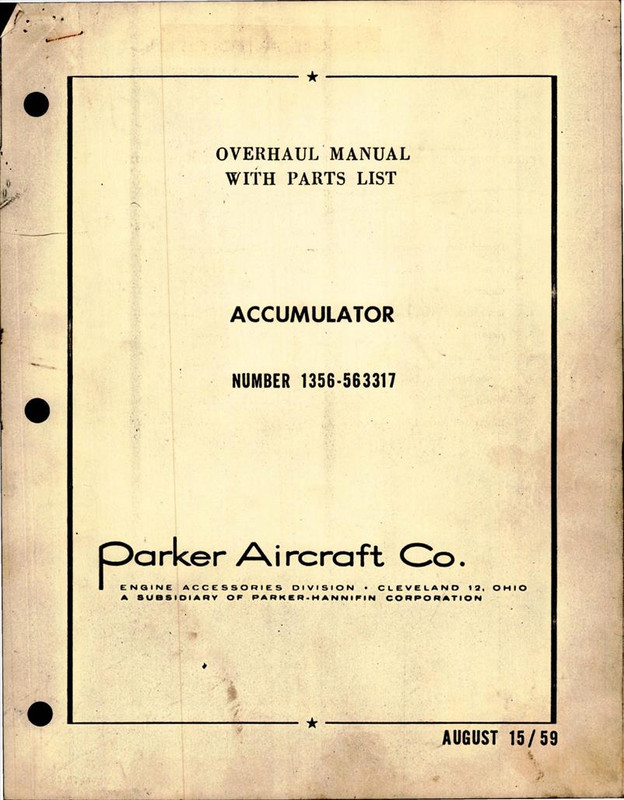 OVERHAUL MANUAL
WITH PARTS LIST
ACCUMULATOR
NUMBER 1356-563317
Parker Aircraft Co.
ENGINE ACCESSORIES DIVISION • CLEVELAND 12, OHIO
A SUBSIDIARY OF PARKER-HANNIFIN CORPORATION
AUGUST 15/59